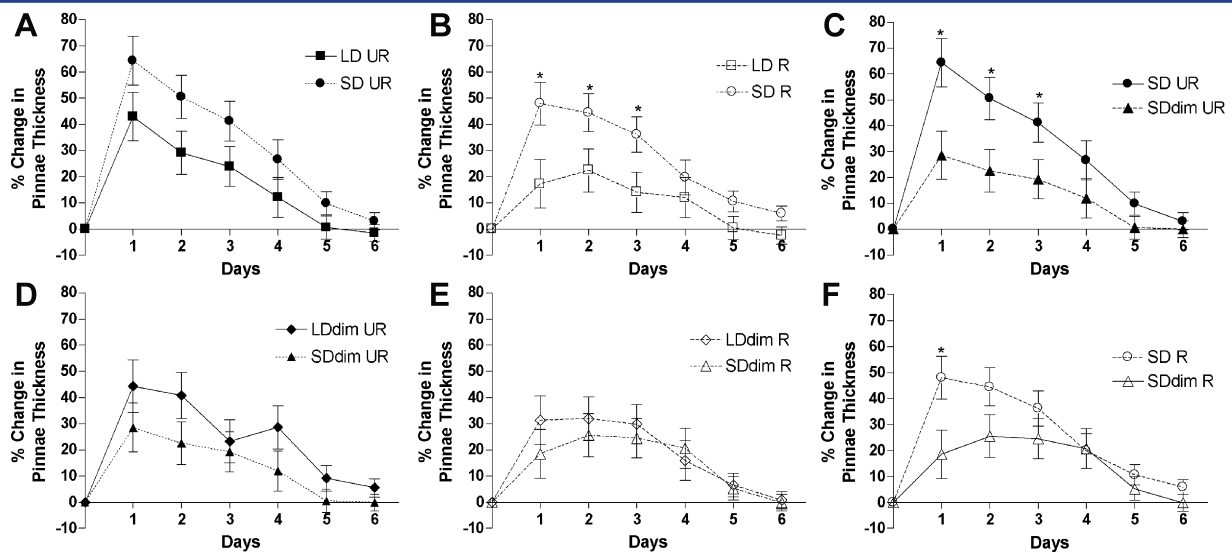 A
% Change in
Pinnae Thickness
80
70
60
50
40
30
20
10
0
-10
LD UR
SD UR
1 2 3 4 5 6
Days
B
% Change in
Pinnae Thickness
80
70
60
50
40
30
20
10
0
-10
* * *
LD R
SD R
1 2 3 4 5 6
Days
C
% Change in
Pinnae Thickness
80
70
60
50
40
30
20
10
0
-10
* * *
SD UR
SDdim UR
1 2 3 4 5 6
Days
D
% Change in
Pinnae Thickness
80
70
60
50
40
30
20
10
0
-10
LDdim UR
SDdim UR
1 2 3 4 5 6
Days
E
% Change in
Pinnae Thickness
80
70
60
50
40
30
20
10
0
-10
LDdim R
SDdim R
1 2 3 4 5 6
Days
F
% Change in
Pinnae Thickness
80
70
60
50
40
30
20
10
0
-10
*
SD R
SDdim R
1 2 3 4 5 6
Days